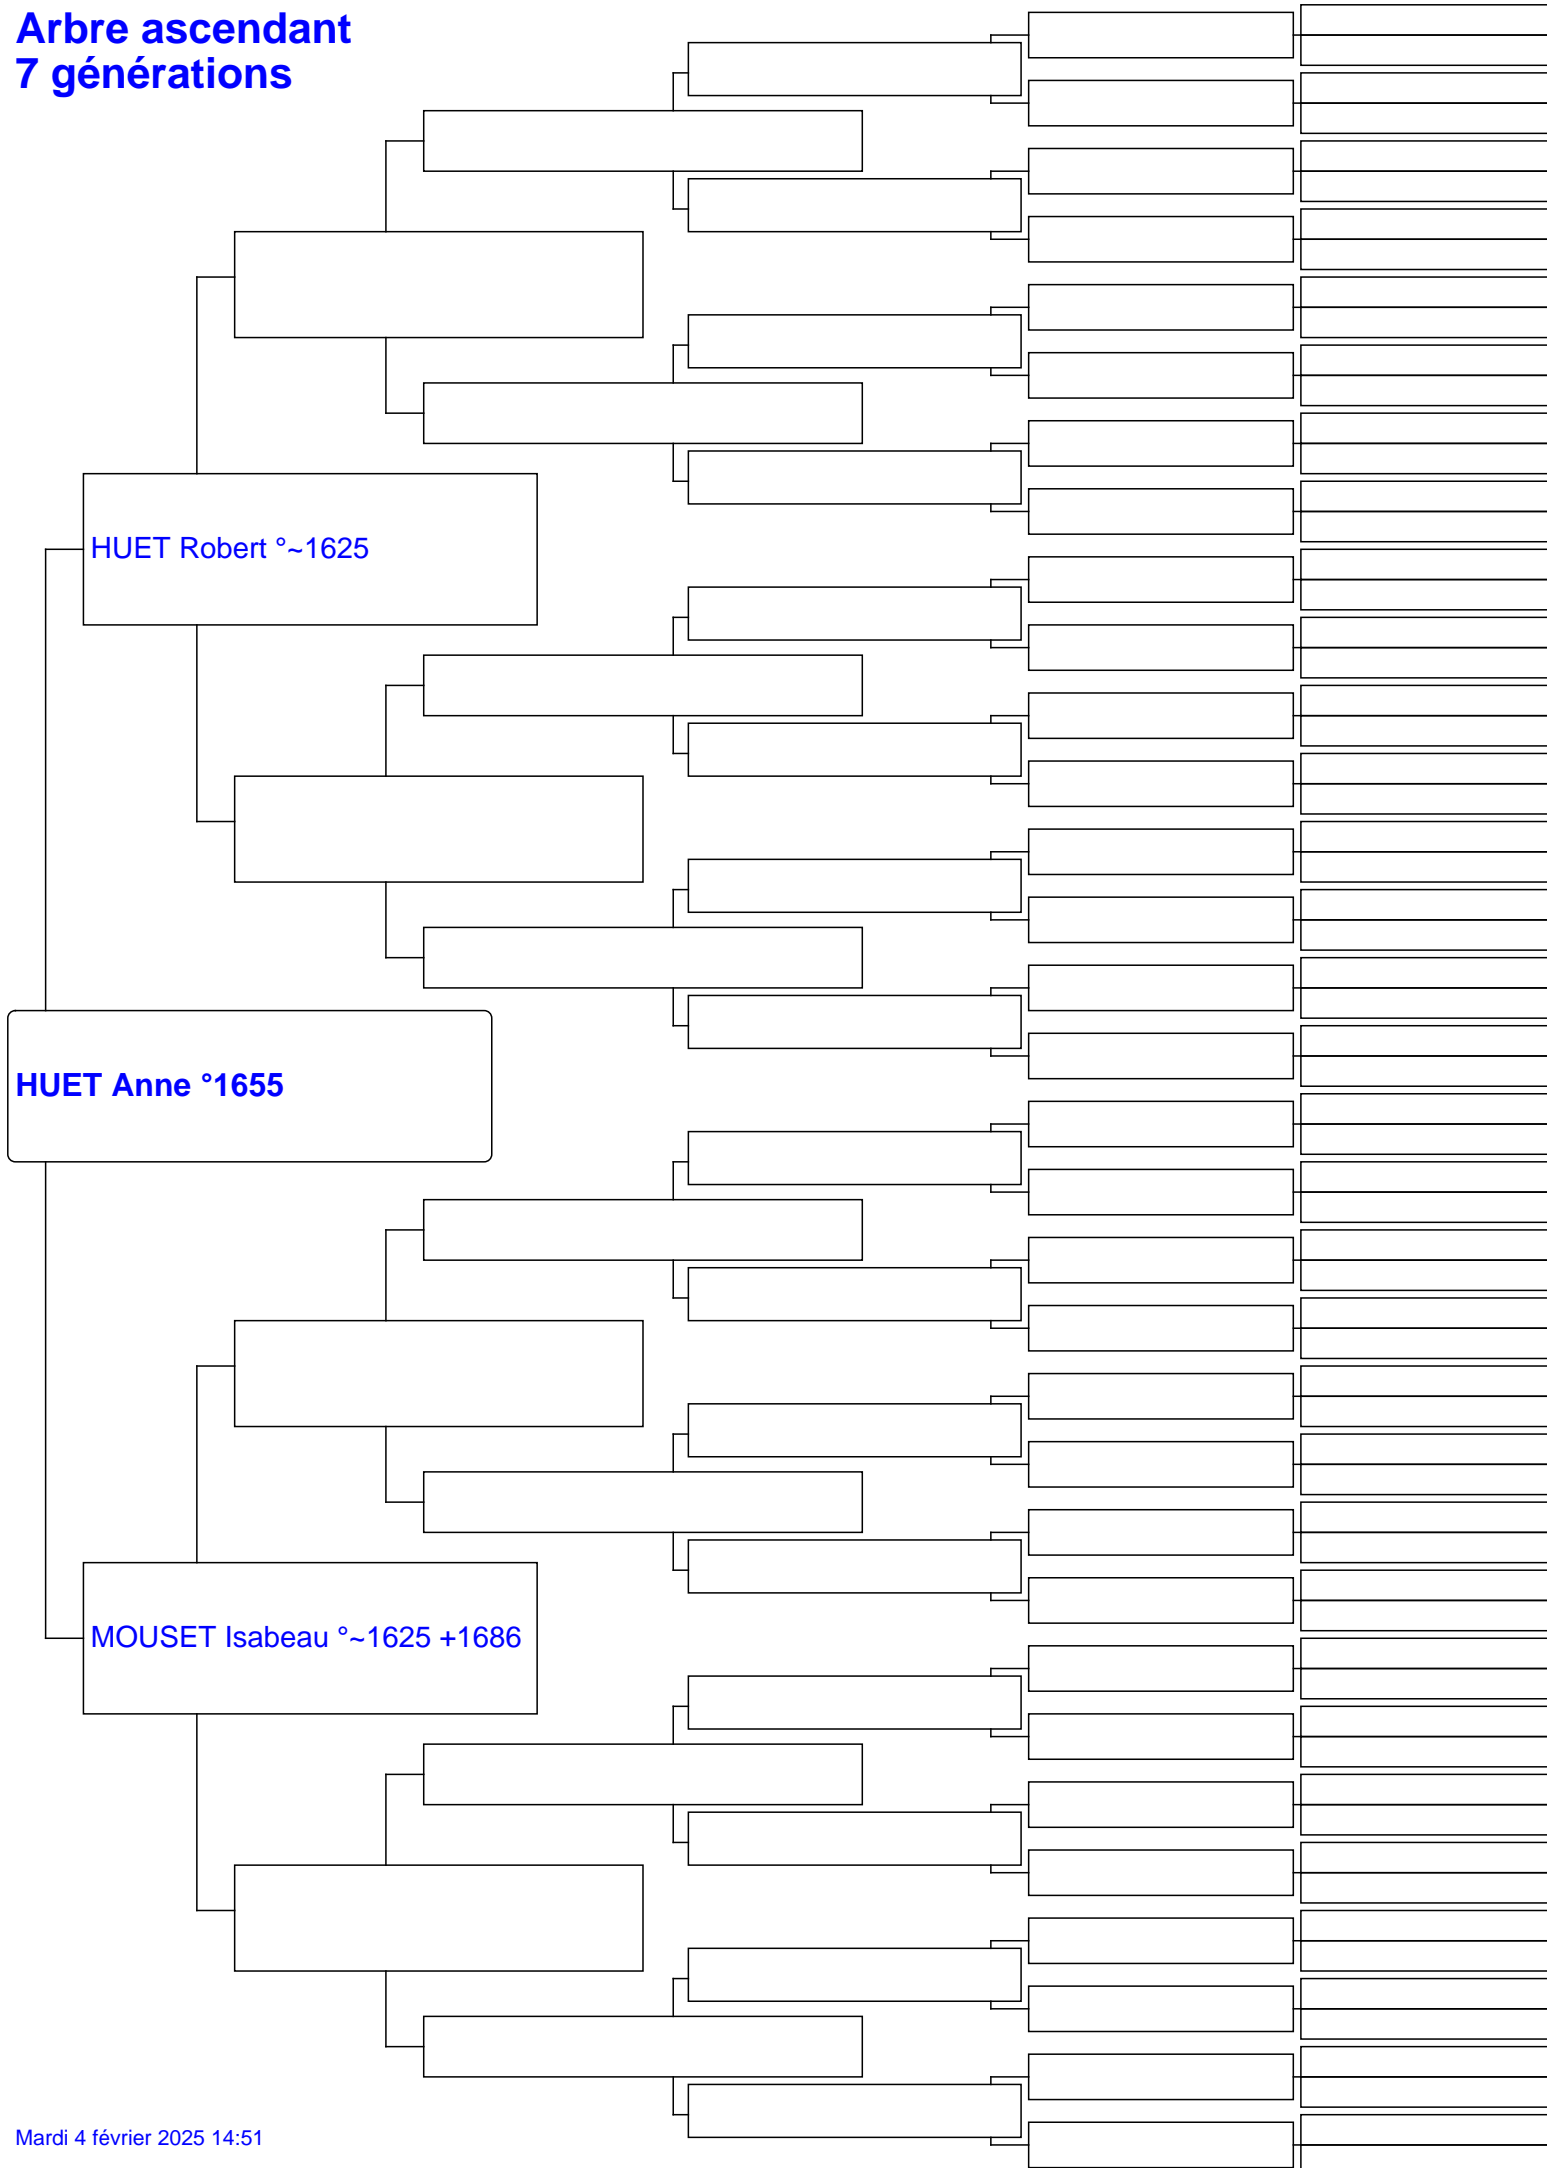 Arbre ascendant
7 générations
HUET Robert °~1625
HUET Anne °1655
MOUSET Isabeau °~1625 +1686
Mardi 4 février 2025 14:51